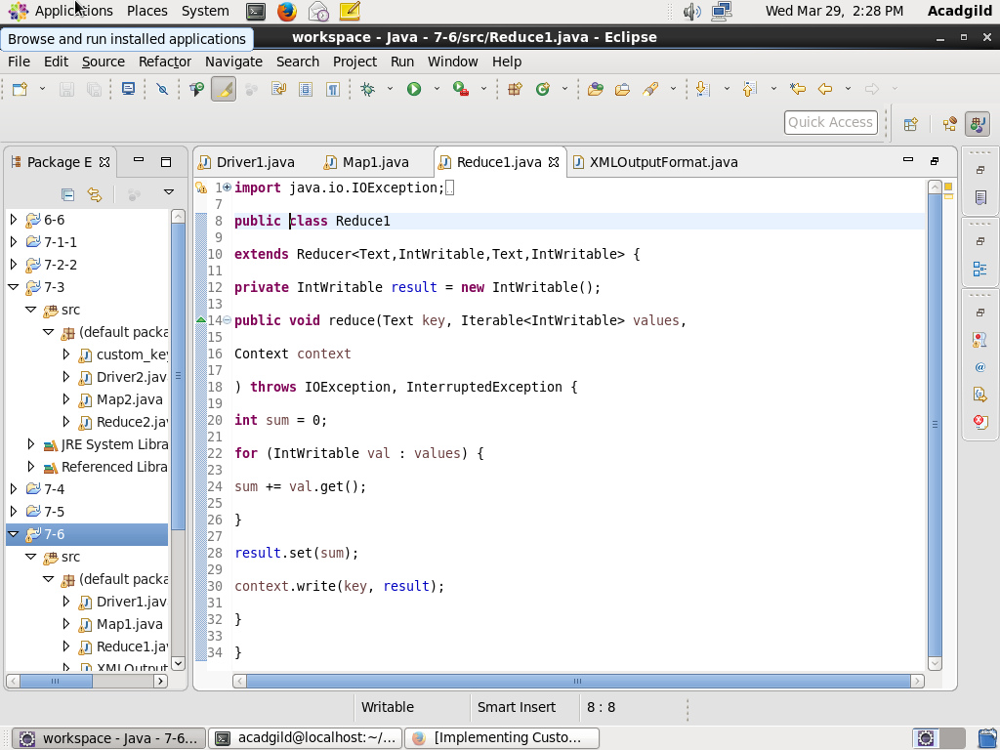 Applications Places System Wed Mar 29, 2:28 PM Acadgild
Browse and run installed applications
workspace - Java - 7-6/src/Reduce1.java - Eclipse
File Edit Source Refactor Navigate Search Project Run Window Help
Quick Access
Package E
Driver1.java Map1.java Reduce1.java XMLOutputFormat.java
6-6
7-1-1
7-2-2
7-3
src
(default packa
custom_key
Driver2.jav
Map2.java
Reduce2.jav
JRE System Libra
Referenced Libra
7-4
7-5
7-6
src
(default packa
Driver1.jav
Map1.java
Reduce1.jav
XMLOutput
1 import java.io.IOException;
7
8 public class Reduce1
9
10 extends Reducer<Text,IntWritable,Text,IntWritable> {
11
12 private IntWritable result = new IntWritable();
13
14 public void reduce(Text key, Iterable<IntWritable> values,
15
16 Context context
17
18 ) throws IOException, InterruptedException {
19
20 int sum = 0;
21
22 for (IntWritable val : values) {
23
24 sum += val.get();
25
26 }
27
28 result.set(sum);
29
30 context.write(key, result);
31
32 }
33
34 }
Writable Smart Insert 8 : 8
workspace - Java - 7-6... acadgild@localhost:~/... [Implementing Custo...